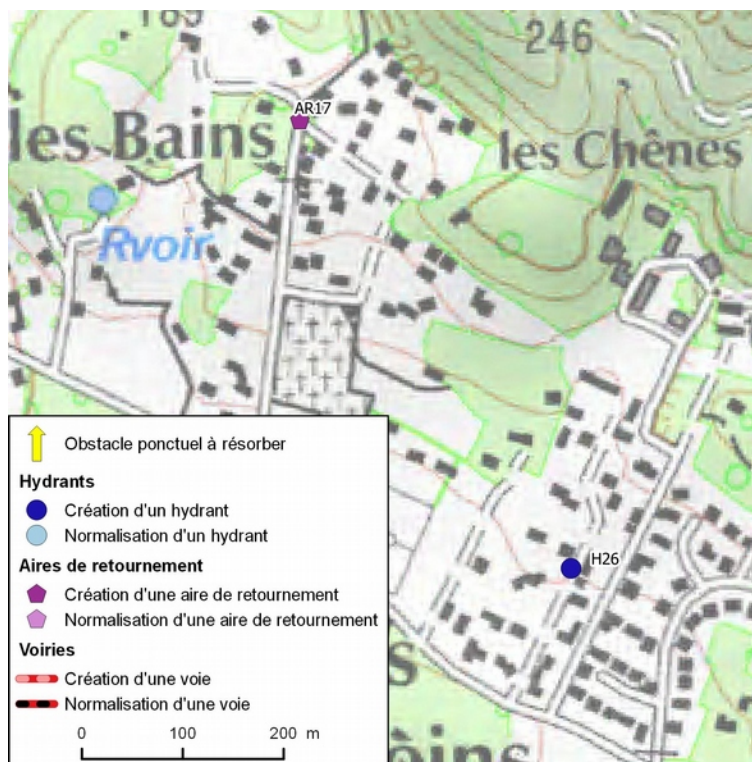 246
AR17
les-Bains
les Chênes
Rvoir
Obstacle ponctuel à résorber
Hydrants
Création d'un hydrant
Normalisation d'un hydrant
Aires de retournement
Création d'une aire de retournement
Normalisation d'une aire de retournement
Voiries
Création d'une voie
Normalisation d'une voie
0 100 200 m
H26